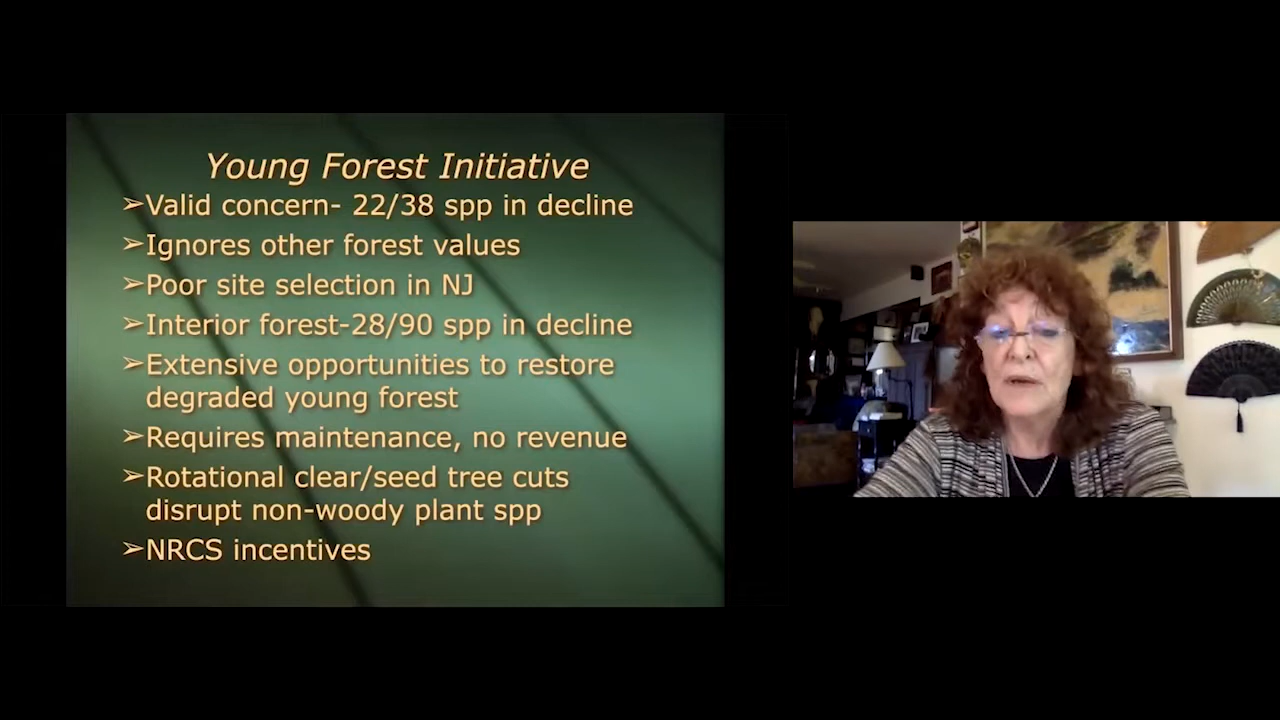 Young Forest Initiative
➢Valid concern- 22/38 spp in decline
➢Ignores other forest values
➢Poor site selection in NJ
➢Interior forest-28/90 spp in decline
➢Extensive opportunities to restore
degraded young forest
➢Requires maintenance, no revenue
➢Rotational clear/seed tree cuts
disrupt non-woody plant spp
➢NRCS incentives